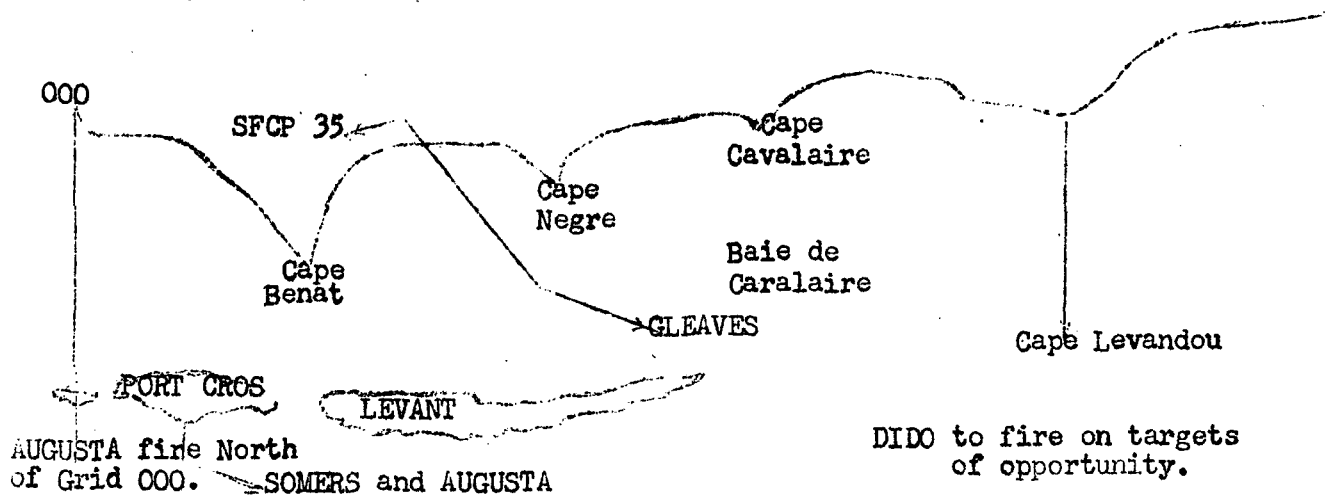 000
SFCP 35
Cape
Cavalaire
Cape
Negre
Cape
Benat
Baie de
Caralaire
GLEAVES
Cape Levandou
PORT CROS
LEVANT
AUGUSTA fire North
of Grid 000.
SOMERS and AUGUSTA
DIDO to fire on targets
of opportunity.